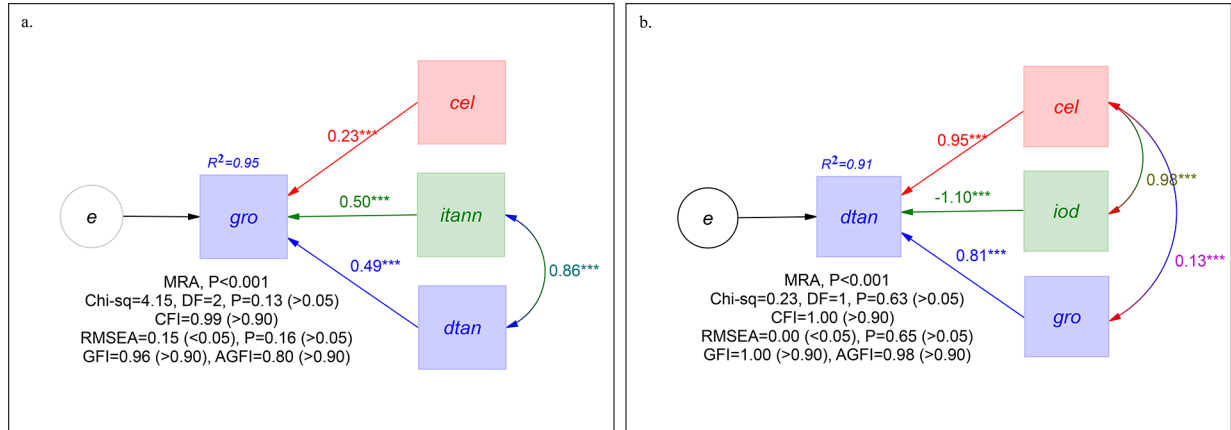 a.
cel
0.23***
R²=0.95
e
gro
0.50***
itann
0.49***
0.86***
dtan
MRA, P<0.001
Chi-sq=4.15, DF=2, P=0.13 (>0.05)
CFI=0.99 (>0.90)
RMSEA=0.15 (<0.05), P=0.16 (>0.05)
GFI=0.96 (>0.90), AGFI=0.80 (>0.90)
b.
cel
0.95***
R²=0.91
0.98***
e
dtan
-1.10***
iod
0.81***
0.13***
gro
MRA, P<0.001
Chi-sq=0.23, DF=1, P=0.63 (>0.05)
CFI=1.00 (>0.90)
RMSEA=0.00 (<0.05), P=0.65 (>0.05)
GFI=1.00 (>0.90), AGFI=0.98 (>0.90)